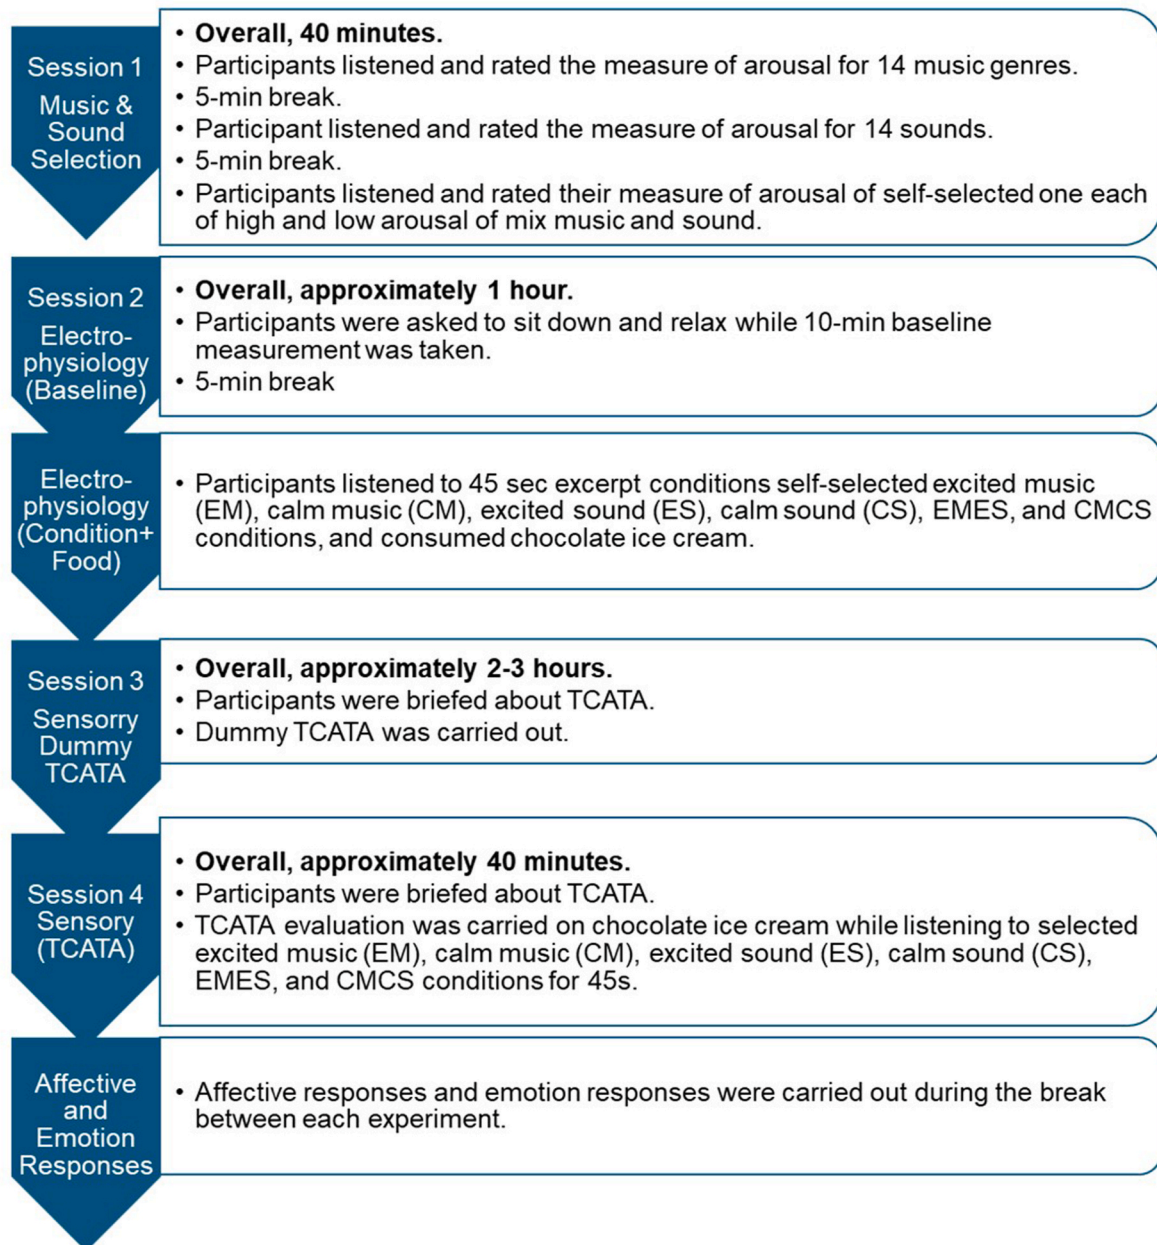 Session 1
Music &
Sound
Selection
• Overall, 40 minutes.
• Participants listened and rated the measure of arousal for 14 music genres.
• 5-min break.
• Participant listened and rated the measure of arousal for 14 sounds.
• 5-min break.
• Participants listened and rated their measure of arousal of self-selected one each
of high and low arousal of mix music and sound.
Session 2
Electro-
physiology
(Baseline)
• Overall, approximately 1 hour.
• Participants were asked to sit down and relax while 10-min baseline
measurement was taken.
• 5-min break
Electro-
physiology
(Condition+
Food)
• Participants listened to 45 sec excerpt conditions self-selected excited music
(EM), calm music (CM), excited sound (ES), calm sound (CS), EMES, and CMCS
conditions, and consumed chocolate ice cream.
Session 3
Sensorry
Dummy
TCATA
• Overall, approximately 2-3 hours.
• Participants were briefed about TCATA.
• Dummy TCATA was carried out.
Session 4
Sensory
(TCATA)
• Overall, approximately 40 minutes.
• Participants were briefed about TCATA.
• TCATA evaluation was carried on chocolate ice cream while listening to selected
excited music (EM), calm music (CM), excited sound (ES), calm sound (CS),
EMES, and CMCS conditions for 45s.
Affective
and
Emotion
Responses
• Affective responses and emotion responses were carried out during the break
between each experiment.